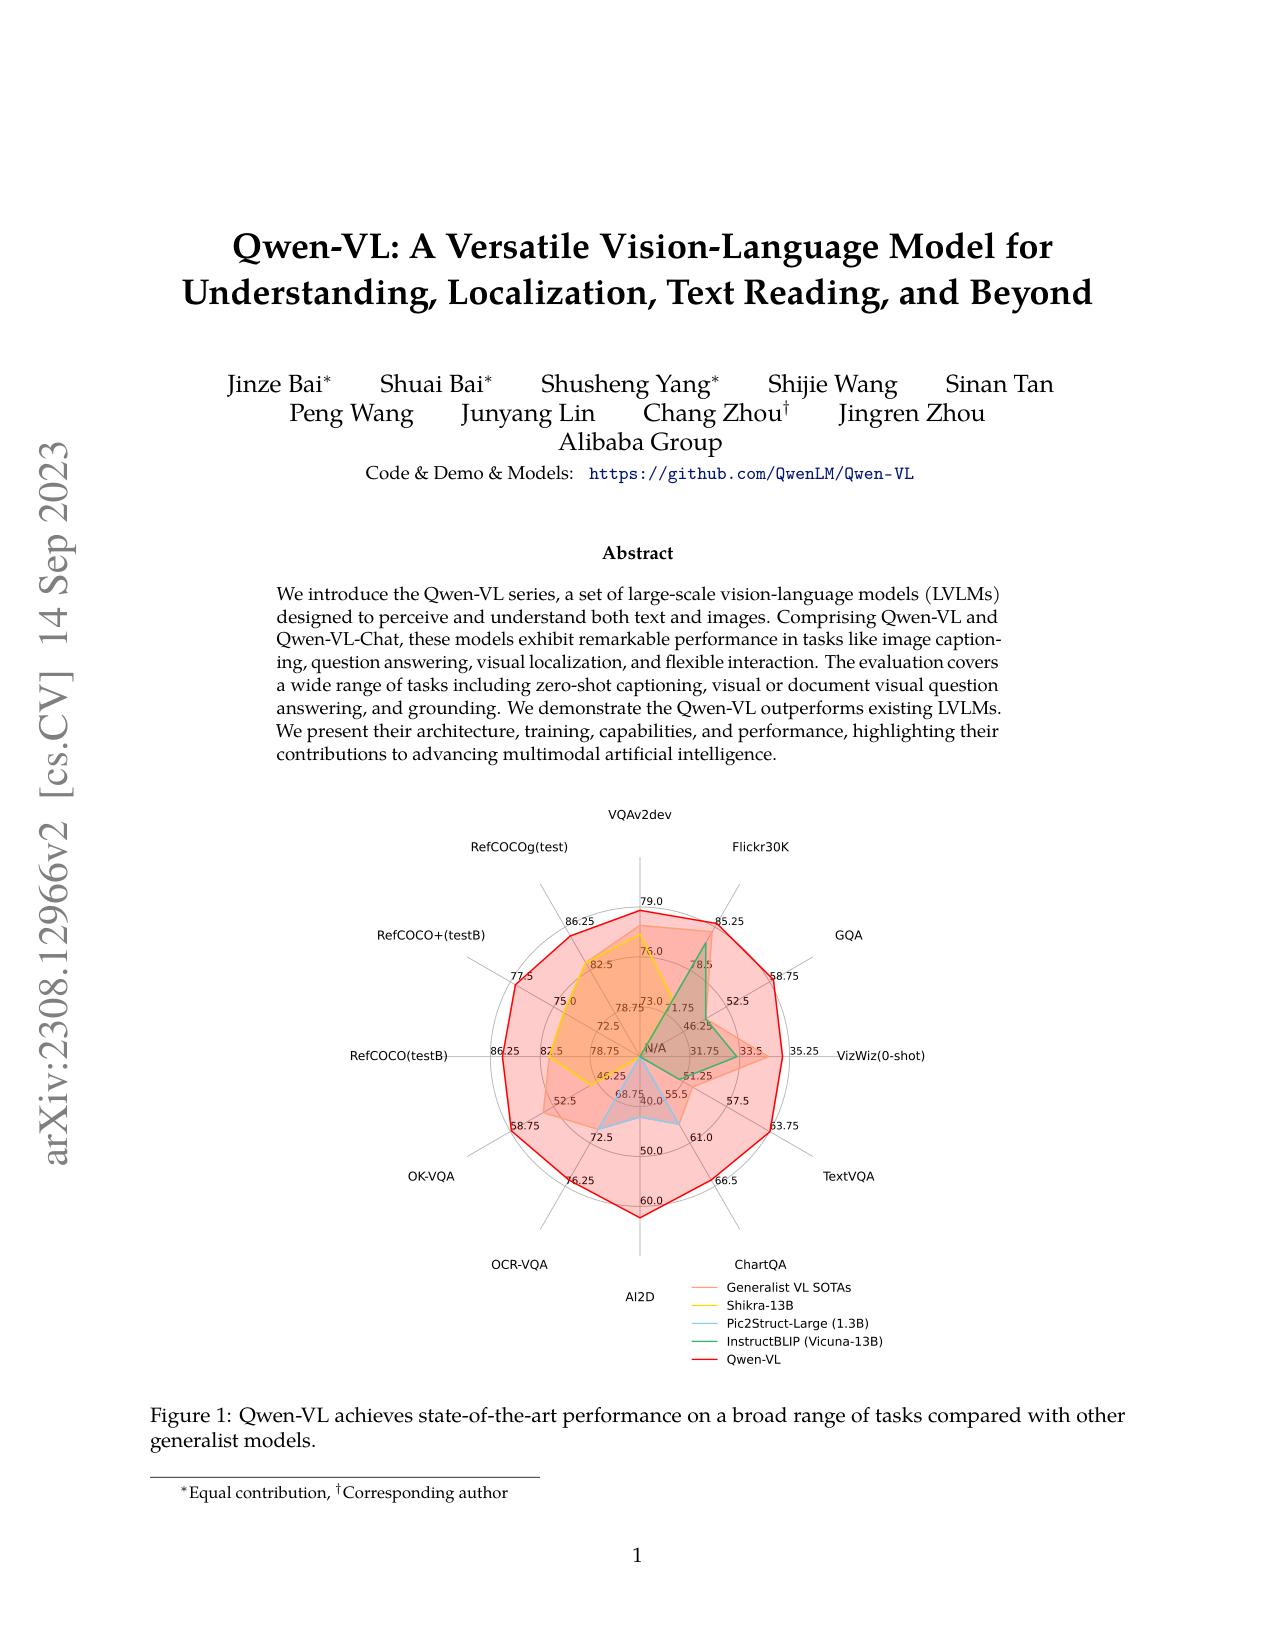 Qwen-VL: A Versatile Vision-Language Model for
Understanding, Localization, Text Reading, and Beyond
Jinze Bai* Shuai Bai* Shusheng Yang* Shijie Wang Sinan Tan
Peng Wang Junyang Lin Chang Zhou† Jingren Zhou
Alibaba Group
Code & Demo & Models: https://github.com/QwenLM/Qwen-VL
arXiv:2308.12966v2 [cs.CV] 14 Sep 2023
Abstract
We introduce the Qwen-VL series, a set of large-scale vision-language models (LVLMs)
designed to perceive and understand both text and images. Comprising Qwen-VL and
Qwen-VL-Chat, these models exhibit remarkable performance in tasks like image caption-
ing, question answering, visual localization, and flexible interaction. The evaluation covers
a wide range of tasks including zero-shot captioning, visual or document visual question
answering, and grounding. We demonstrate the Qwen-VL outperforms existing LVLMs.
We present their architecture, training, capabilities, and performance, highlighting their
contributions to advancing multimodal artificial intelligence.
VQAv2dev
RefCOCOg(test) Flickr30K
79.0
86.25 85.25
RefCOCO+(testB) GQA
76.0
82.5 78.5
77.5 58.75
75.0 73.0 52.5
78.75 71.75
72.5 46.25
RefCOCO(testB) 86.25 82.5 78.75 N/A 31.75 33.5 35.25 VizWiz(0-shot)
46.25 51.25
68.75 55.5
52.5 40.0 57.5
58.75 63.75
72.5 61.0
50.0
OK-VQA TextVQA
76.25 66.5
60.0
OCR-VQA ChartQA
AI2D
Generalist VL SOTAs
Shikra-13B
Pic2Struct-Large (1.3B)
InstructBLIP (Vicuna-13B)
Qwen-VL
Figure 1: Qwen-VL achieves state-of-the-art performance on a broad range of tasks compared with other
generalist models.
*Equal contribution, †Corresponding author
1